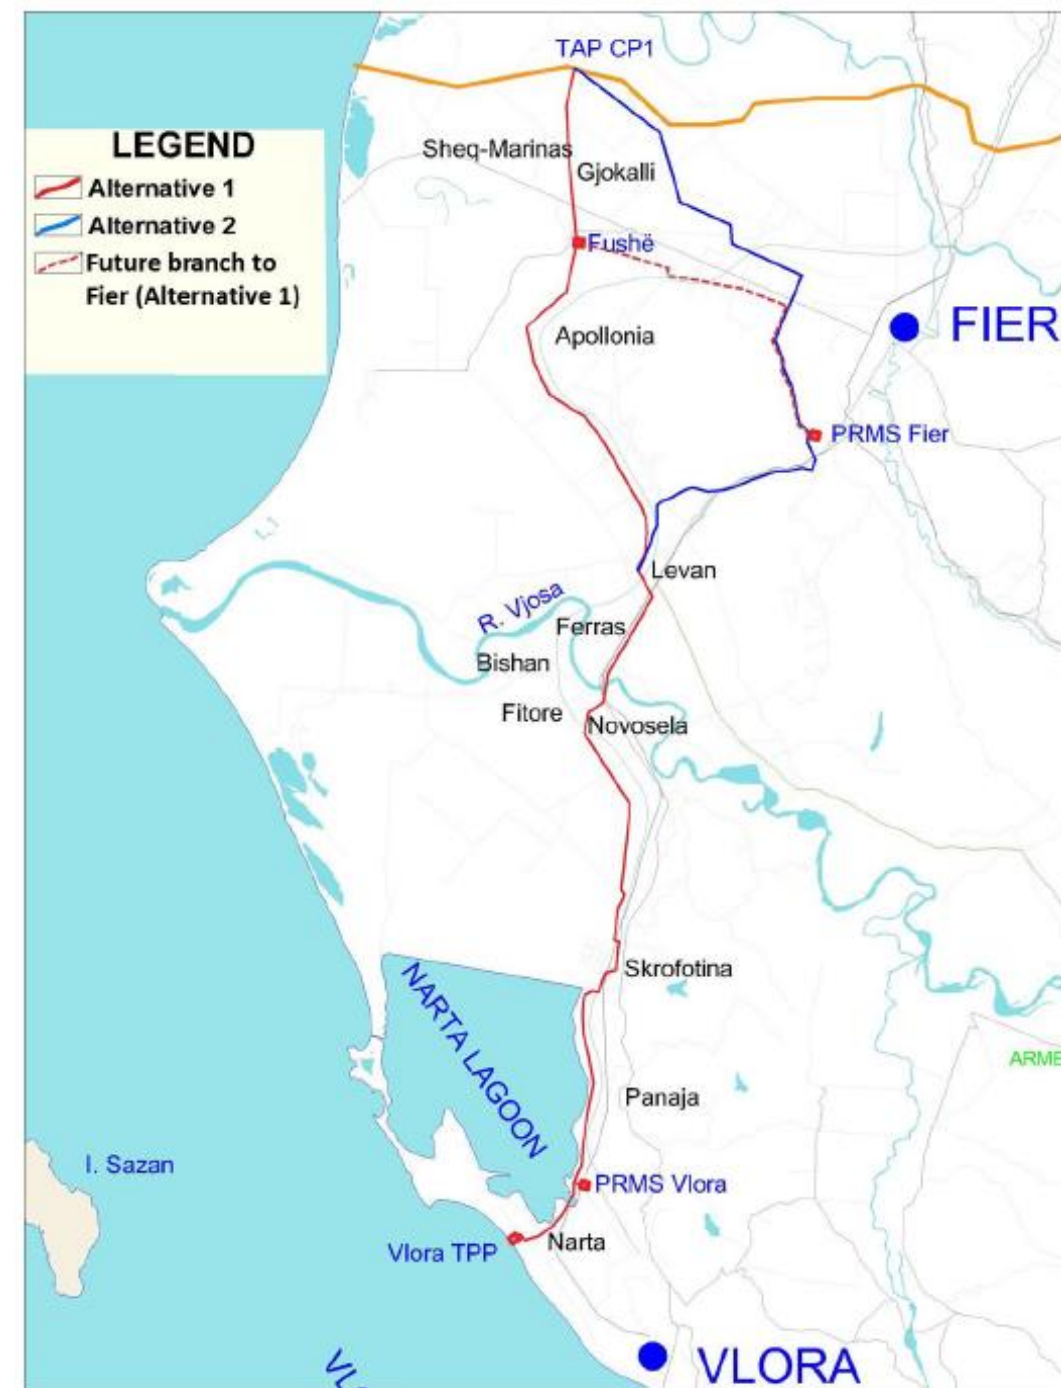 TAP CP1
LEGEND
Alternative 1
Alternative 2
Future branch to
Fier (Alternative 1)
Sheq-Marinas
Gjokalli
Fushë
FIER
Apollonia
PRMS Fier
Levan
R. Vjosa
Ferras
Bishan
Fitore
Novosela
Skrofotina
NARTA LAGOON
ARME
Panaja
I. Sazan
PRMS Vlora
Narta
Vlora TPP
VLORA
VL